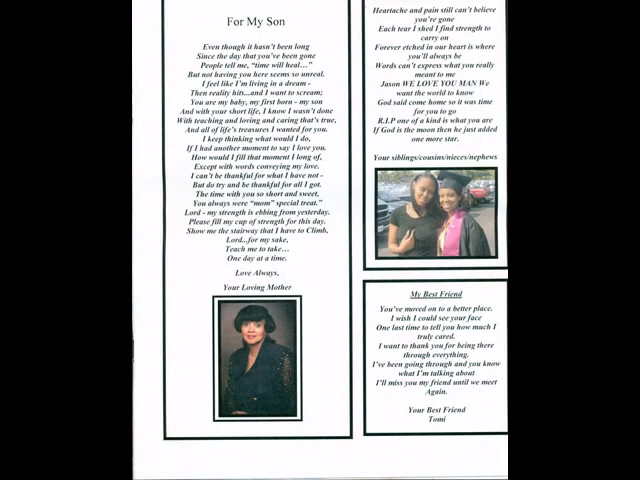 For My Son
Even though it hasn't been long
Since the day that you've been gone
People tell me, "time will heal…"
But not having you here seems so unreal.
I feel like I'm living in a dream -
Then reality hits...and I want to scream;
You are my baby, my first born - my son
And with your short life, I know I wasn't done
With teaching and loving and caring that's true,
And all of life's treasures I wanted for you.
I keep thinking what would I do,
If I had another moment to say I love you.
How would I fill that moment I long of,
Except with words conveying my love.
I can't be thankful for what I have not -
But do try and be thankful for all I got.
The time with you so short and sweet,
You always were "mom" special treat."
Lord - my strength is ebbing from yesterday.
Please fill my cup of strength for this day.
Show me the stairway that I have to Climb,
Lord...for my sake,
Teach me to take…
One day at a time.
Love Always,
Your Loving Mother
Heartache and pain still can't believe
you're gone
Each tear I shed I find strength to
carry on
Forever etched in our heart is where
you'll always be
Words can't express what you really
meant to me
Jason WE LOVE YOU MAN We
want the world to know
God said come home so it was time
for you to go
R.I.P one of a kind is what you are
If God is the moon then he just added
one more star.
Your siblings/cousins/nieces/nephews
My Best Friend
You've moved on to a better place.
I wish I could see your face
One last time to tell you how much I
truly cared.
I want to thank you for being there
through everything.
I've been going through and you know
what I'm talking about
I'll miss you my friend until we meet
Again.
Your Best Friend
Tomi